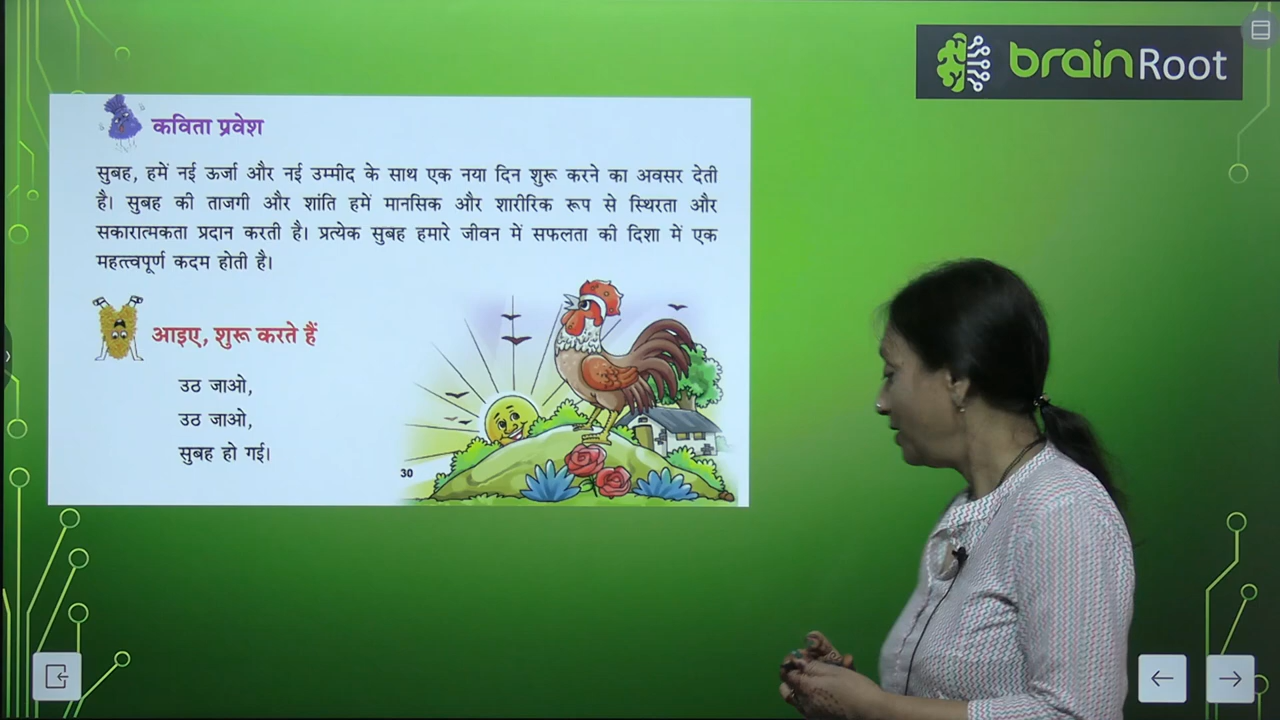 brainRoot
कविता प्रवेश
सुबह, हमें नई ऊर्जा और नई उम्मीद के साथ एक नया दिन शुरू करने का अवसर देती
है। सुबह की ताजगी और शांति हमें मानसिक और शारीरिक रूप से स्थिरता और
सकारात्मकता प्रदान करती है। प्रत्येक सुबह हमारे जीवन में सफलता की दिशा में एक
महत्त्वपूर्ण कदम होती है।
आइए, शुरू करते हैं
उठ जाओ,
उठ जाओ,
सुबह हो गई।
30